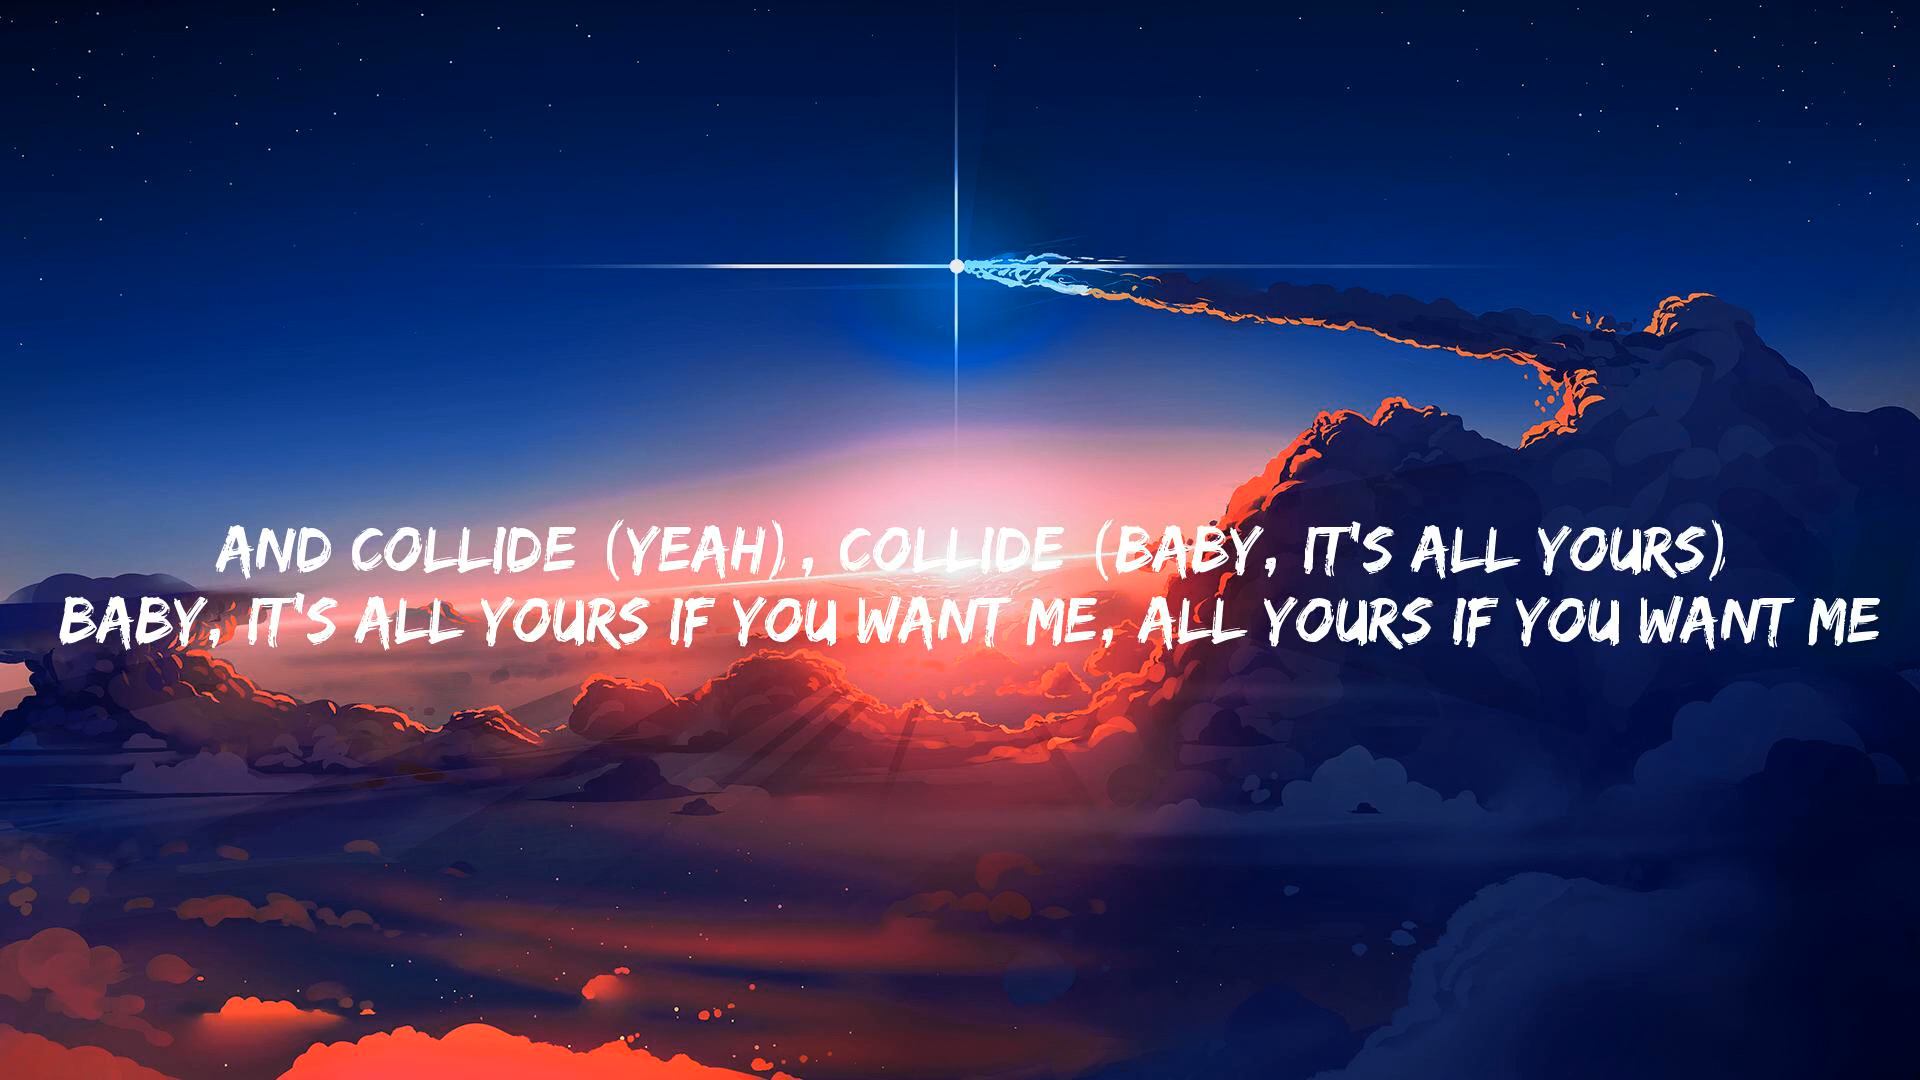 AND COLLIDE (YEAH), COLLIDE (BABY, IT'S ALL YOURS)
BABY, IT'S ALL YOURS IF YOU WANT ME, ALL YOURS IF YOU WANT ME